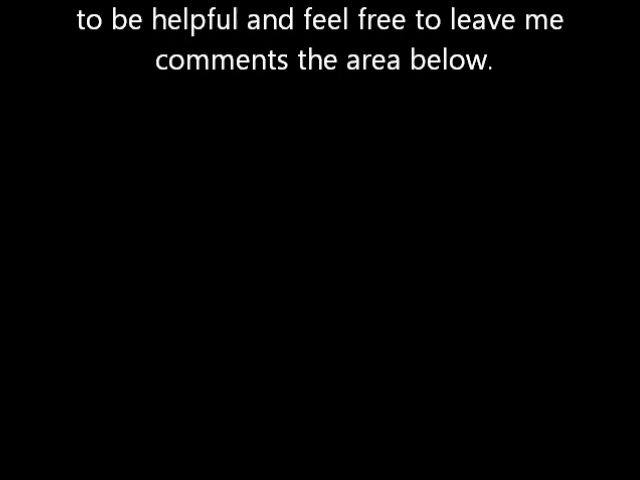 to be helpful and feel free to leave me
comments the area below.